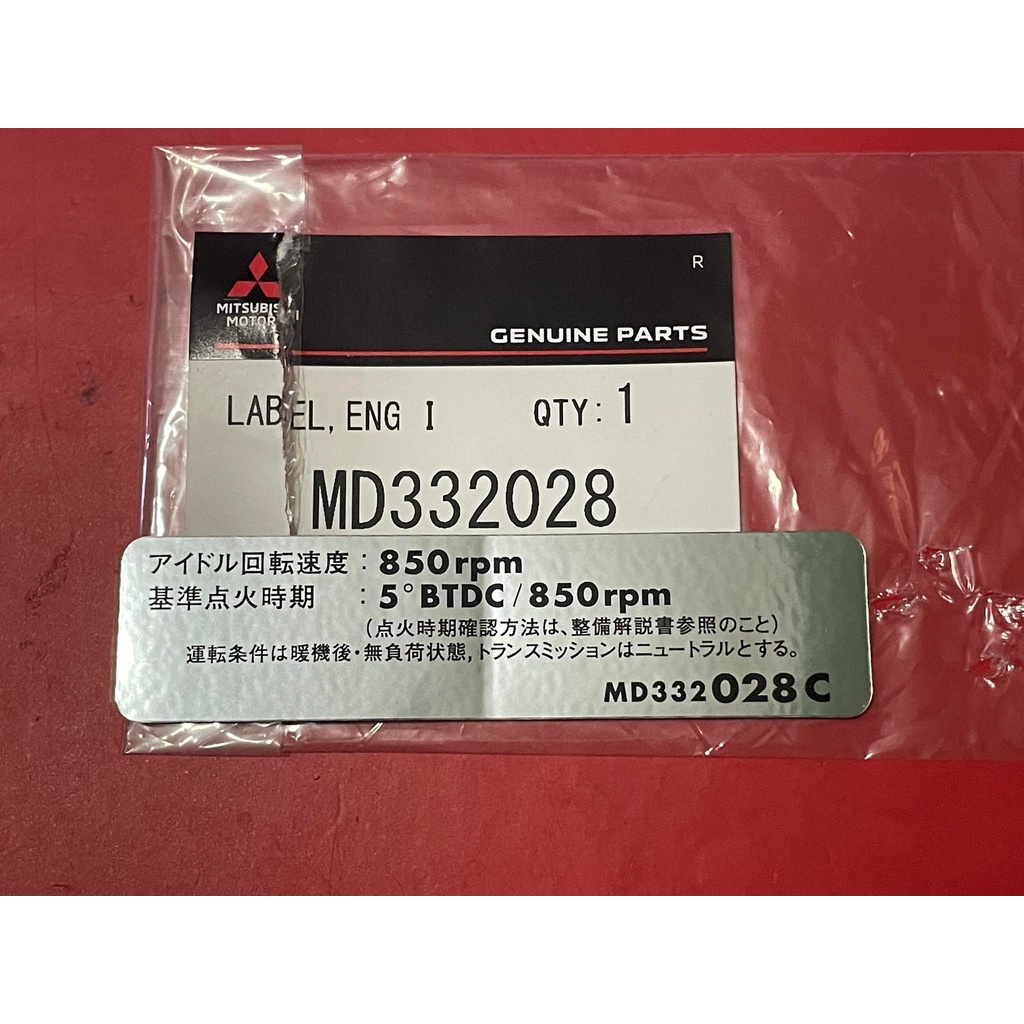 R
MITSUBISHI
MOTORS
GENUINE PARTS
LABEL, ENG I QTY: 1
MD332028
アイドル回転速度 : 850rpm
基準点火時期 : 5°BTDC/850rpm
(点火時期確認方法は、整備解説書参照のこと)
運転条件は暖機後・無負荷状態,トランスミッションはニュートラルとする。
MD332028C